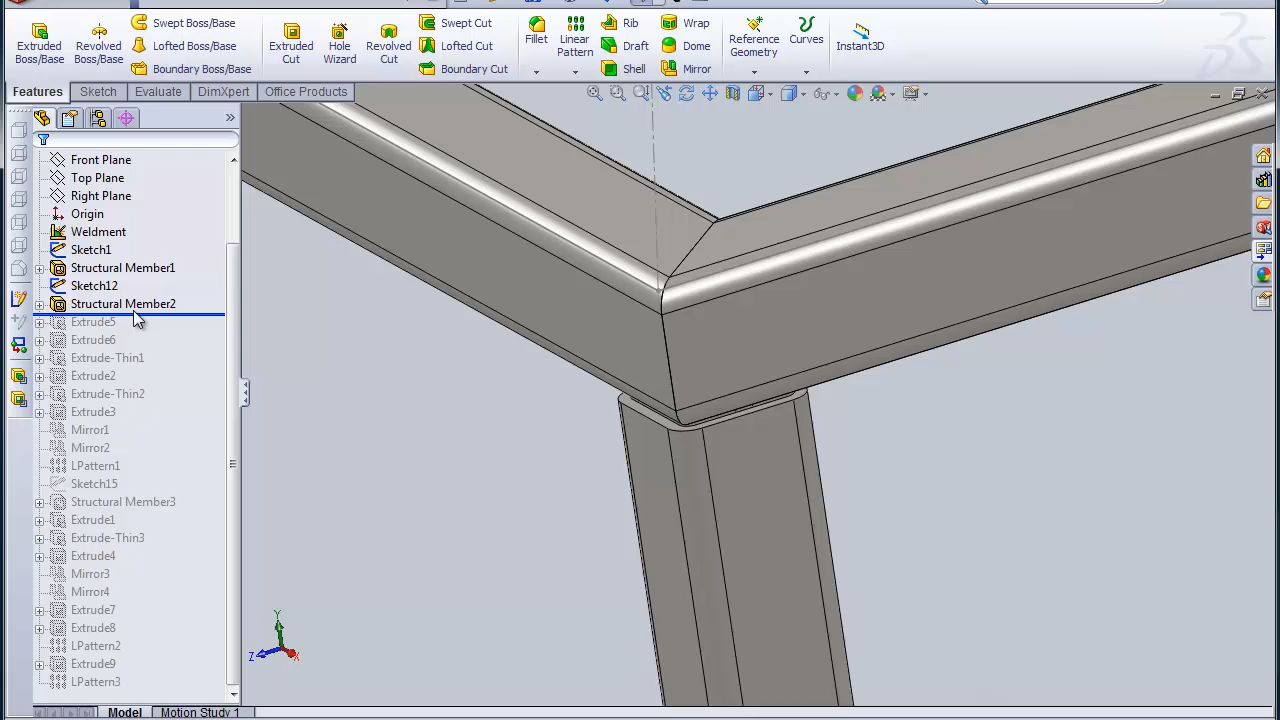 Swept Boss/Base
Lofted Boss/Base
Boundary Boss/Base
Extruded
Boss/Base
Revolved
Boss/Base
Extruded
Cut
Hole
Wizard
Revolved
Cut
Swept Cut
Lofted Cut
Boundary Cut
Fillet
Linear
Pattern
Rib
Draft
Shell
Wrap
Dome
Mirror
Reference
Geometry
Curves
Instant3D
Features
Sketch
Evaluate
DimXpert
Office Products
Front Plane
Top Plane
Right Plane
Origin
Weldment
Sketch1
Structural Member1
Sketch12
Structural Member2
Extrude5
Extrude6
Extrude-Thin1
Extrude2
Extrude-Thin2
Extrude3
Mirror1
Mirror2
LPattern1
Sketch15
Structural Member3
Extrude1
Extrude-Thin3
Extrude4
Mirror3
Mirror4
Extrude7
Extrude8
LPattern2
Extrude9
LPattern3
Y
Z
X
Model
Motion Study 1